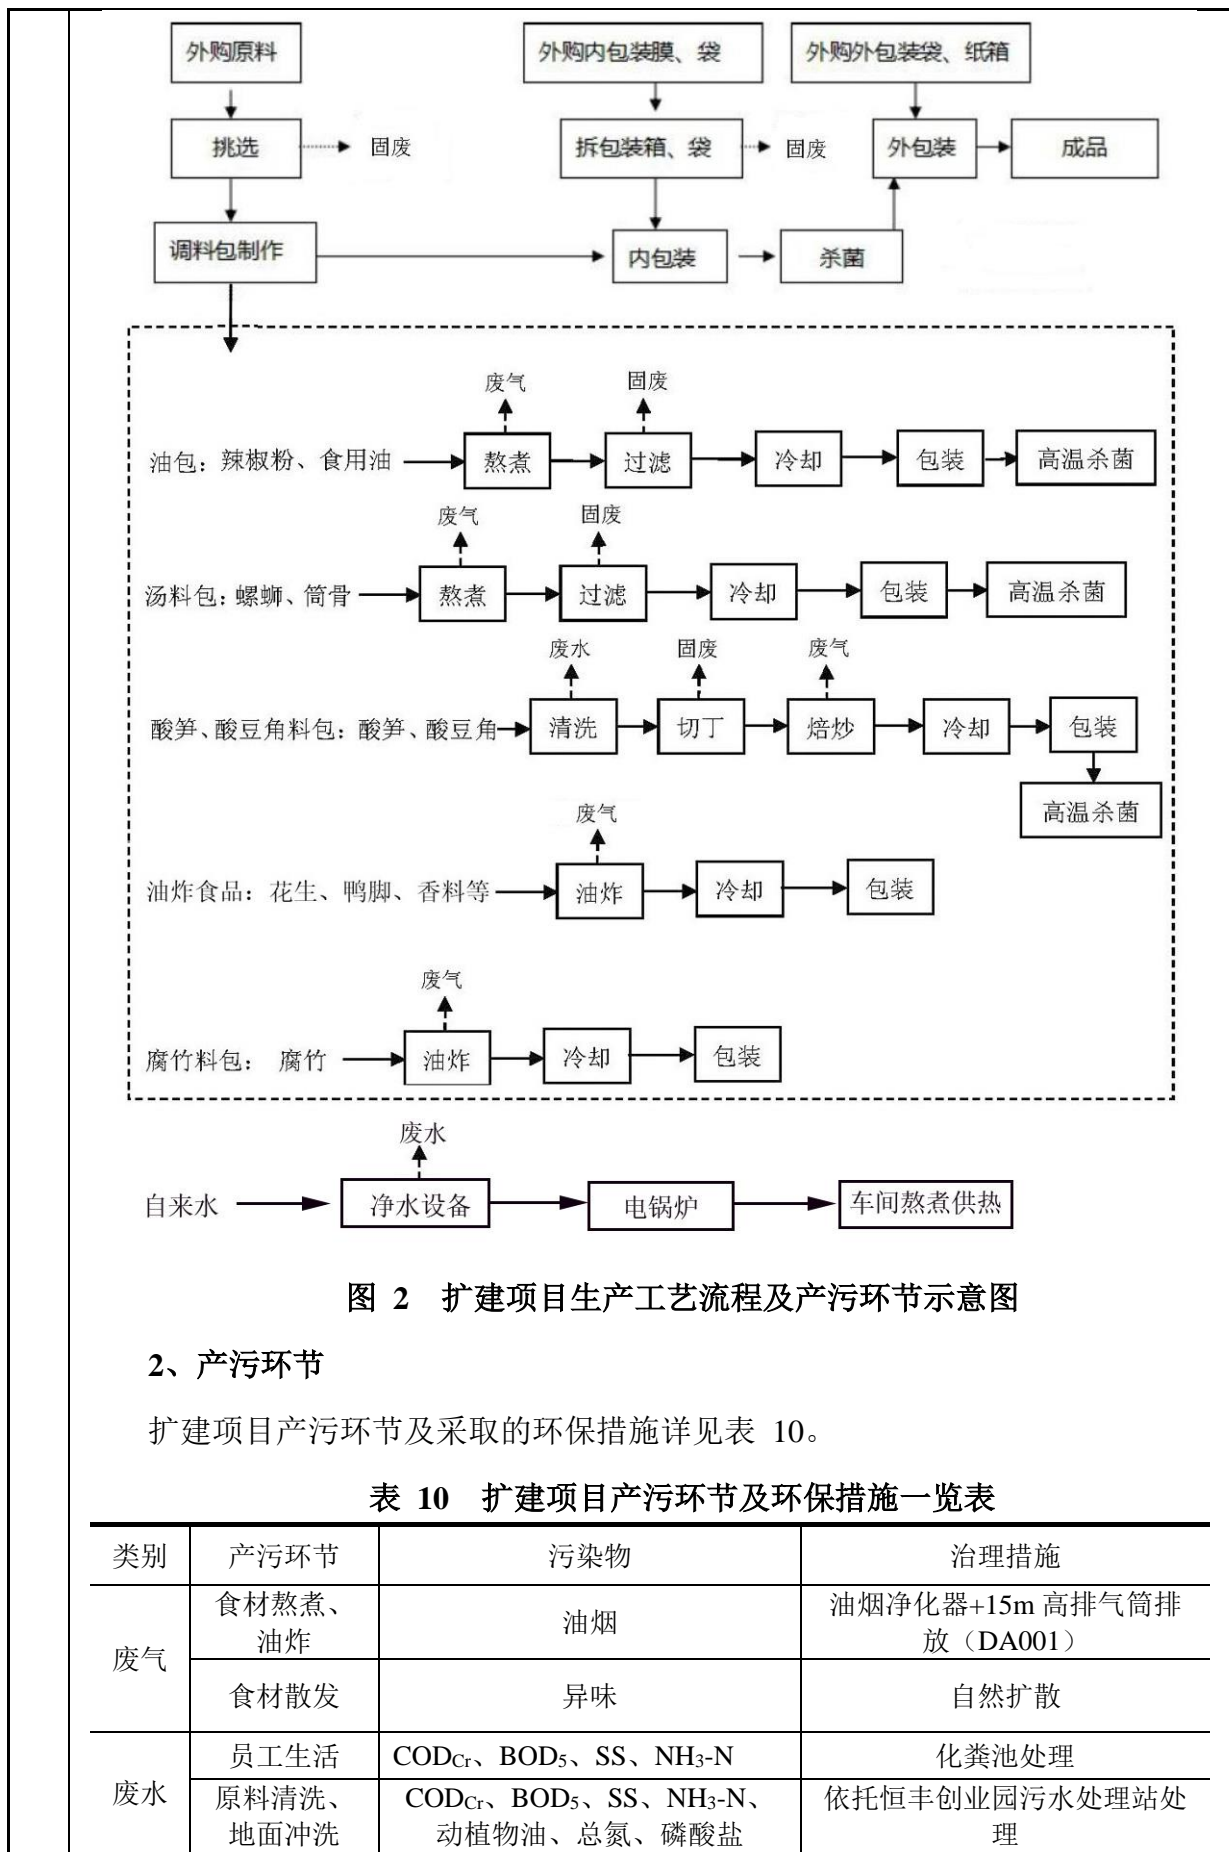 外购原料
外购内包装膜、袋
外购外包装袋、纸箱
挑选
固废
拆包装箱、袋
固废
外包装
成品
调料包制作
内包装
杀菌
废气
固废
油包：辣椒粉、食用油
熬煮
过滤
冷却
包装
高温杀菌
废气
固废
汤料包：螺蛳、筒骨
熬煮
过滤
冷却
包装
高温杀菌
废水
固废
废气
酸笋、酸豆角料包：酸笋、酸豆角
清洗
切丁
焙炒
冷却
包装
高温杀菌
废气
油炸食品：花生、鸭脚、香料等
油炸
冷却
包装
废气
腐竹料包： 腐竹
油炸
冷却
包装
废水
自来水
净水设备
电锅炉
车间熬煮供热
图 2 扩建项目生产工艺流程及产污环节示意图
2、产污环节
扩建项目产污环节及采取的环保措施详见表 10。
表 10 扩建项目产污环节及环保措施一览表
类别 产污环节 污染物 治理措施
废气
食材熬煮、
油炸
油烟
油烟净化器+15m 高排气筒排
放（DA001）
食材散发 异味 自然扩散
废水
员工生活 CODCr、BOD5、SS、NH3-N 化粪池处理
原料清洗、
地面冲洗
CODCr、BOD5、SS、NH3-N、
动植物油、总氮、磷酸盐
依托恒丰创业园污水处理站处
理